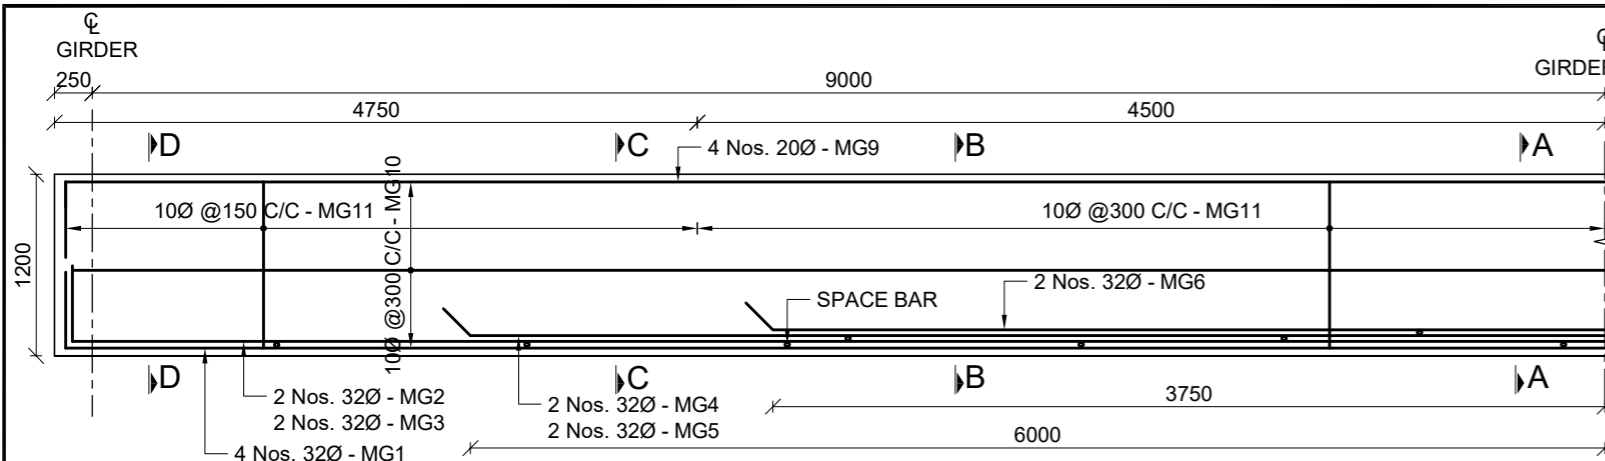 ℄
GIRDER
℄
GIRDER
250
9000
4750
4500
D
C
B
A
4 Nos. 20Ø - MG9
10Ø @150 C/C - MG11
10Ø @300 C/C - MG10
10Ø @300 C/C - MG11
1200
SPACE BAR
2 Nos. 32Ø - MG6
D
C
B
A
2 Nos. 32Ø - MG2
2 Nos. 32Ø - MG3
2 Nos. 32Ø - MG4
2 Nos. 32Ø - MG5
3750
6000
4 Nos. 32Ø - MG1